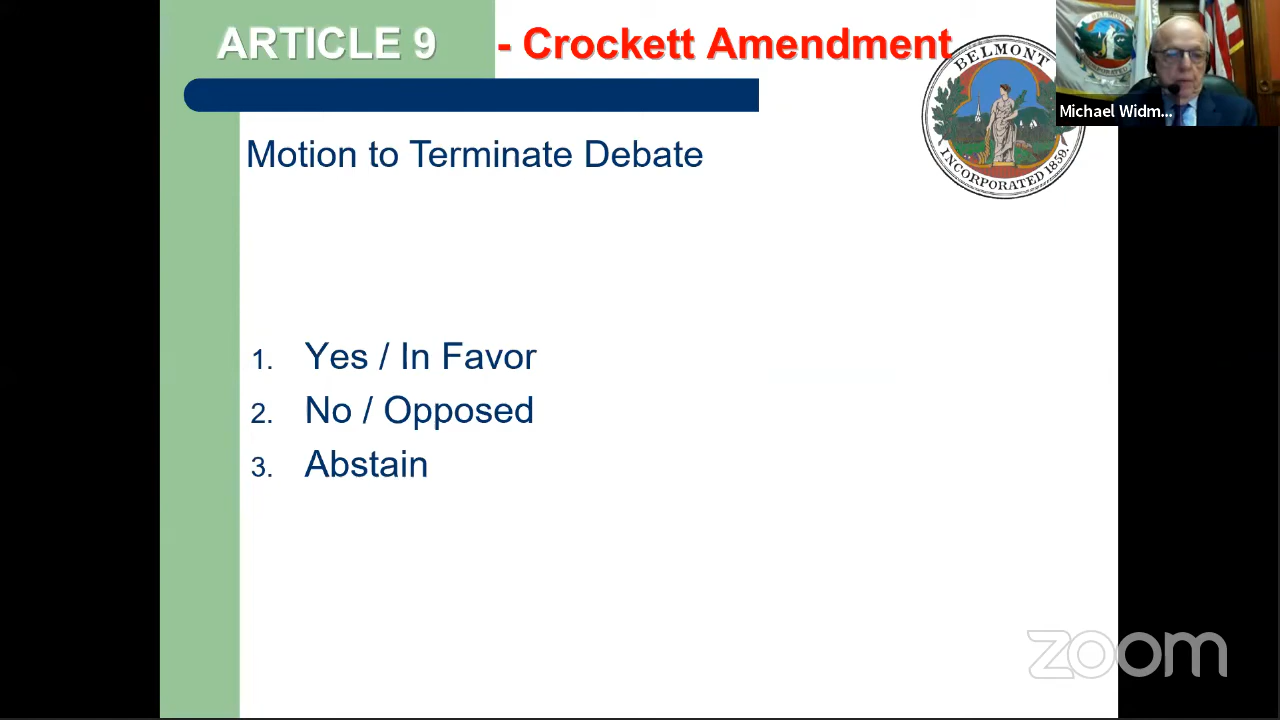 ARTICLE 9 - Crockett Amendment
BELMONT
INCORPORATED 1859.
Michael Widm...
Motion to Terminate Debate
1. Yes / In Favor
2. No / Opposed
3. Abstain
zoom